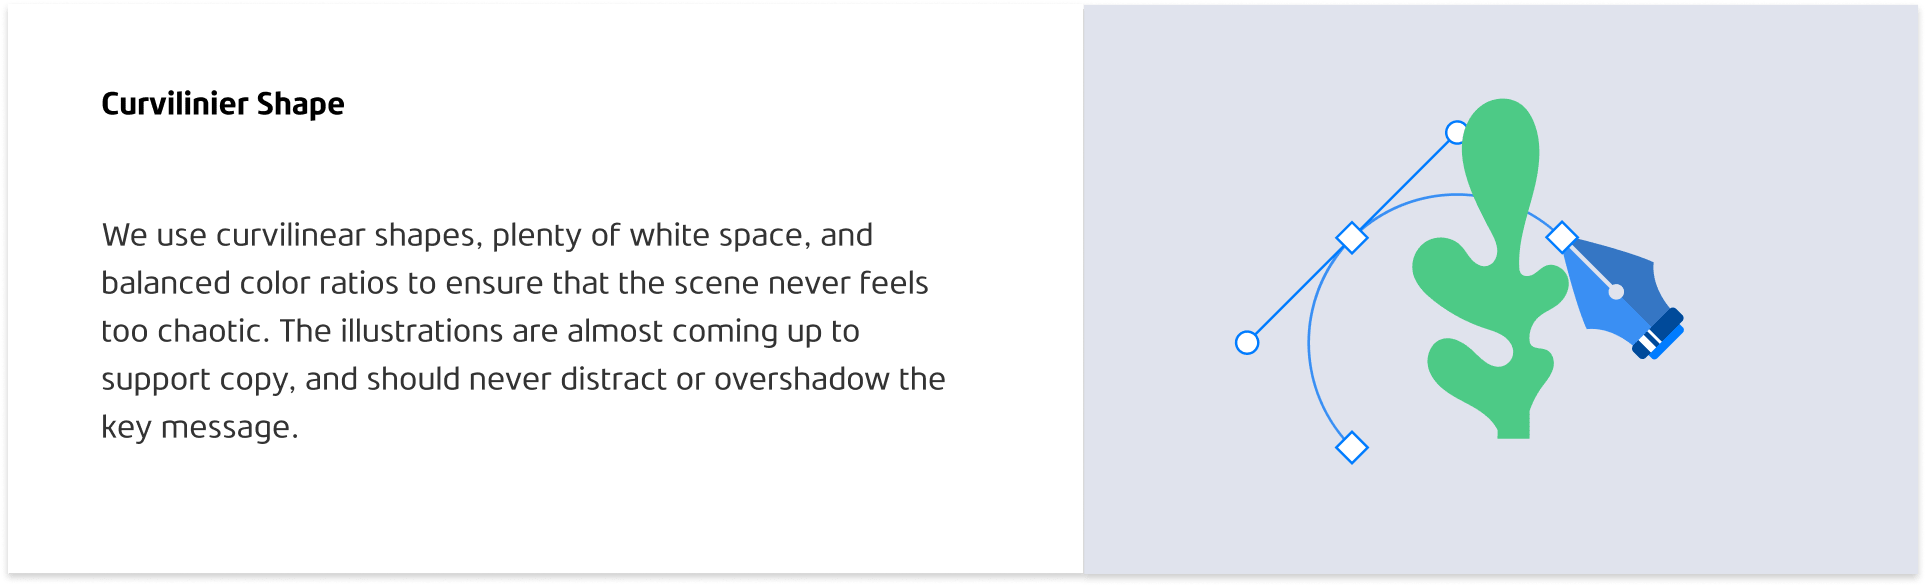 Curvilinier Shape
We use curvilinear shapes, plenty of white space, and
balanced color ratios to ensure that the scene never feels
too chaotic. The illustrations are almost coming up to
support copy, and should never distract or overshadow the
key message.